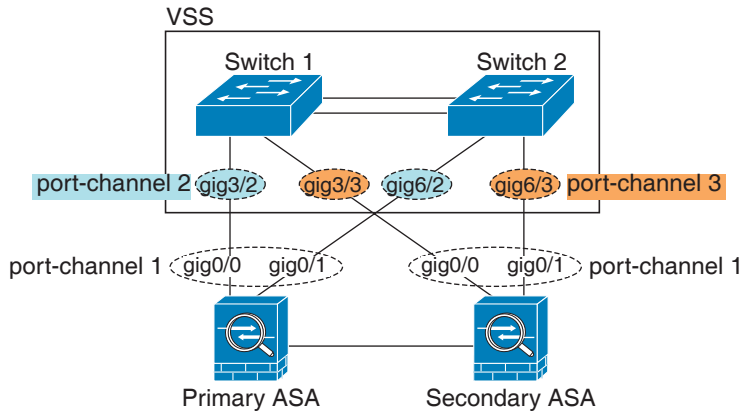 VSS
Switch 1
Switch 2
port-channel 2
gig3/2
gig3/3
gig6/2
gig6/3
port-channel 3
port-channel 1
gig0/0
gig0/1
gig0/0
gig0/1
port-channel 1
Primary ASA
Secondary ASA